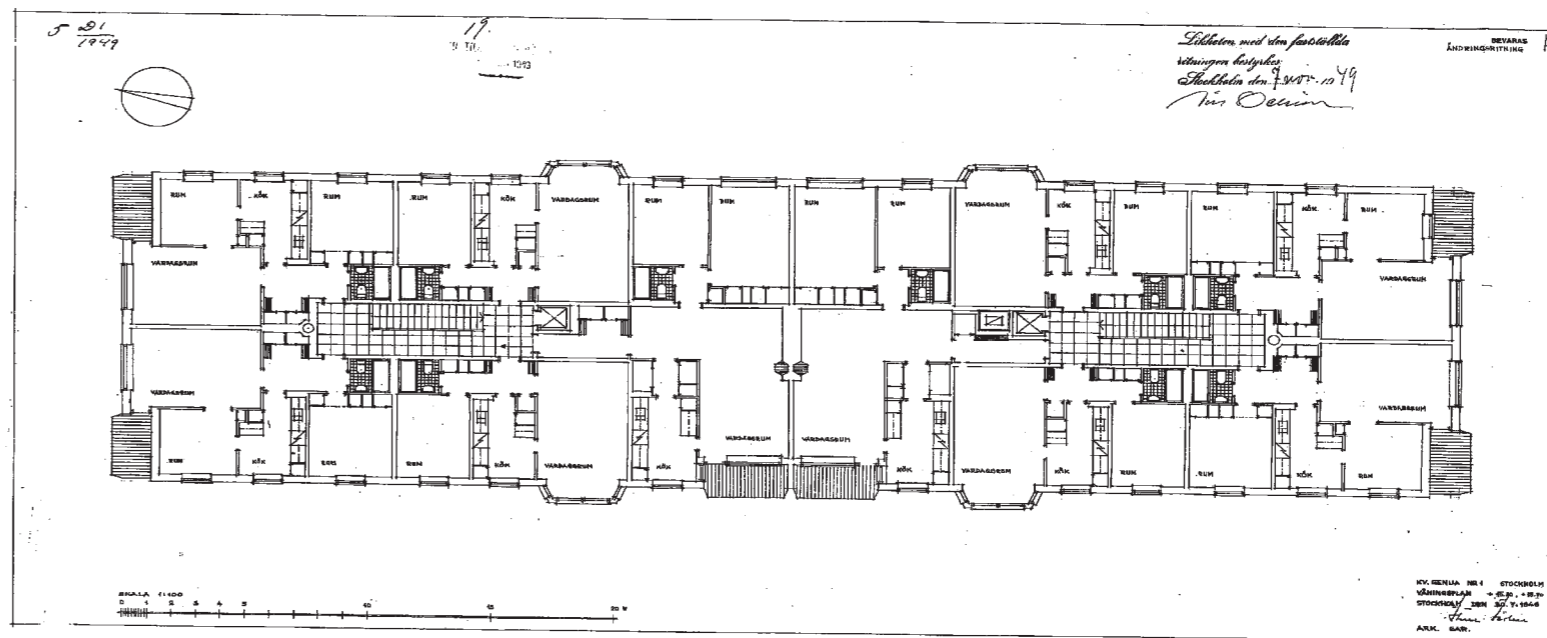 5 D1
1949
19.
1949
Likheten med den fastställda
ritningen bestyrkes:
Stockholm den 7 nov. 1949
BEVARAS
ÄNDRINGSRITNING
RUM KÖK RUM RUM KÖK VARDAGSRUM RUM RUM RUM RUM VARDAGSRUM KÖK RUM RUM KÖK RUM
VARDAGSRUM VARDAGSRUM
VARDAGSRUM VARDAGSRUM
VARDAGSRUM VARDAGSRUM
RUM KÖK RUM RUM KÖK VARDAGSRUM KÖK KÖK VARDAGSRUM KÖK RUM RUM KÖK RUM
SKALA 1:100
0 1 2 3 4 5 10 15 20 M
KV. GENUA NR 1 STOCKHOLM
VÅNINGSPLAN
STOCKHOLM DEN 30.7.1948
ARK. SAR.